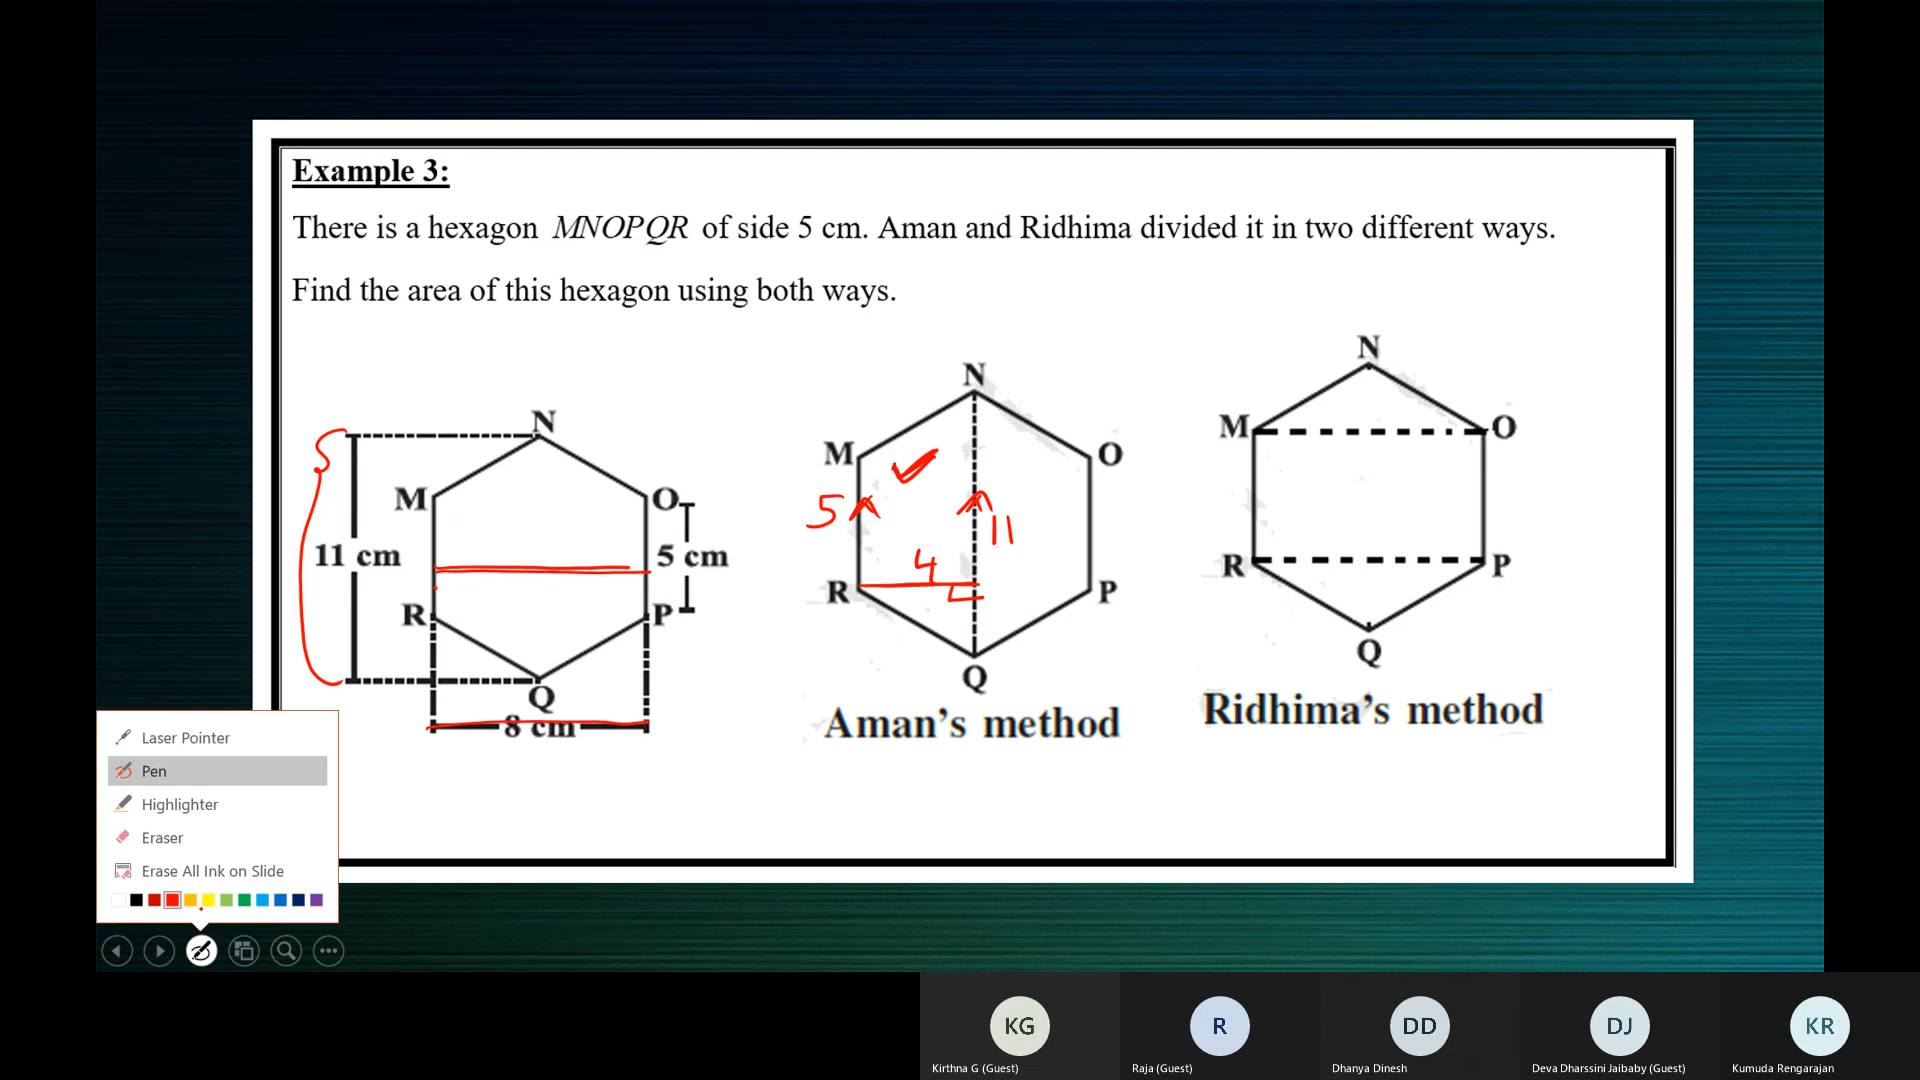 Example 3:
There is a hexagon MNOPQR of side 5 cm. Aman and Ridhima divided it in two different ways.
Find the area of this hexagon using both ways.
N
M
O
11 cm
5 cm
R
P
Q
8 cm
N
M
O
5
11
4
R
P
Q
Aman's method
N
M
O
R
P
Q
Ridhima's method
Laser Pointer
Pen
Highlighter
Eraser
Erase All Ink on Slide
KG
R
DD
DJ
KR
Kirthna G (Guest)
Raja (Guest)
Dhanya Dinesh
Deva Dharssini Jaibaby (Guest)
Kumuda Rengarajan